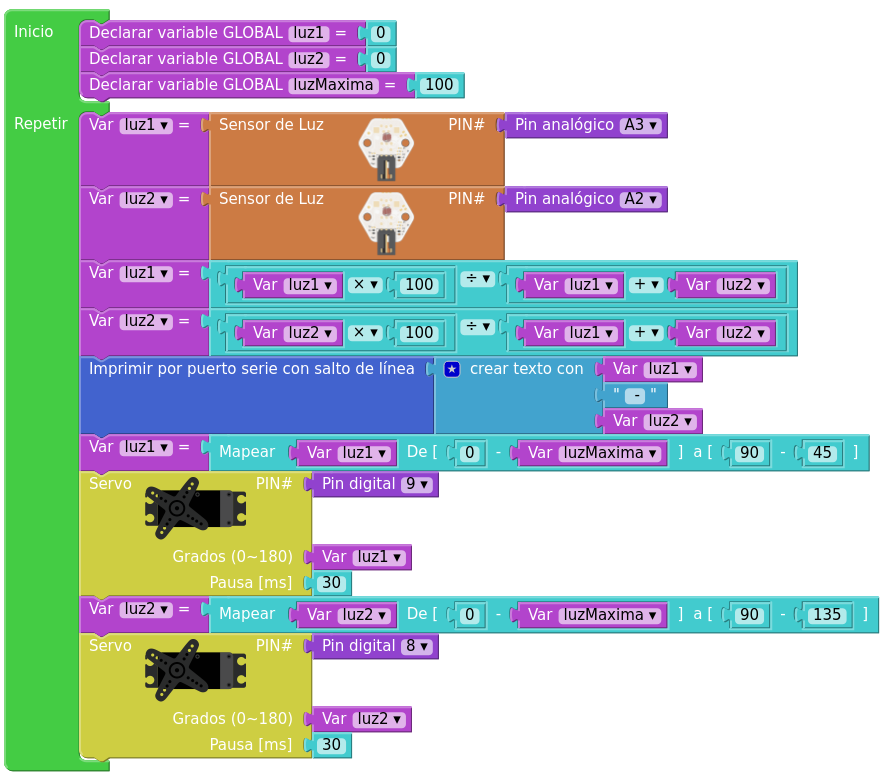 Inicio
Declarar variable GLOBAL luz1 ▾ = 0
Declarar variable GLOBAL luz2 ▾ = 0
Declarar variable GLOBAL luzMaxima = 100
Repetir
Var luz1 ▾ = Sensor de Luz PIN# Pin analógico A3 ▾
Var luz2 ▾ = Sensor de Luz PIN# Pin analógico A2 ▾
Var luz1 ▾ = Var luz1 ▾ × ▾ 100 ÷ ▾ Var luz1 ▾ + ▾ Var luz2 ▾
Var luz2 ▾ = Var luz2 ▾ × ▾ 100 ÷ ▾ Var luz1 ▾ + ▾ Var luz2 ▾
Imprimir por puerto serie con salto de línea crear texto con Var luz1 ▾
" - "
Var luz2 ▾
Var luz1 ▾ = Mapear Var luz1 ▾ De [ 0 - Var luzMaxima ▾ ] a [ 90 - 45 ]
Servo PIN# Pin digital 9 ▾
Grados (0~180) Var luz1 ▾
Pausa [ms] 30
Var luz2 ▾ = Mapear Var luz2 ▾ De [ 0 - Var luzMaxima ▾ ] a [ 90 - 135 ]
Servo PIN# Pin digital 8 ▾
Grados (0~180) Var luz2 ▾
Pausa [ms] 30